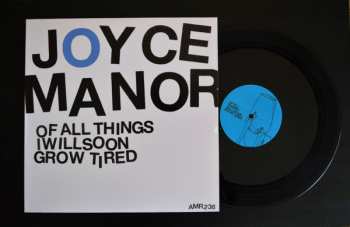 JOYCE
MANOR
OF ALL THINGS
I WILL SOON
GROW TIRED
AMR236